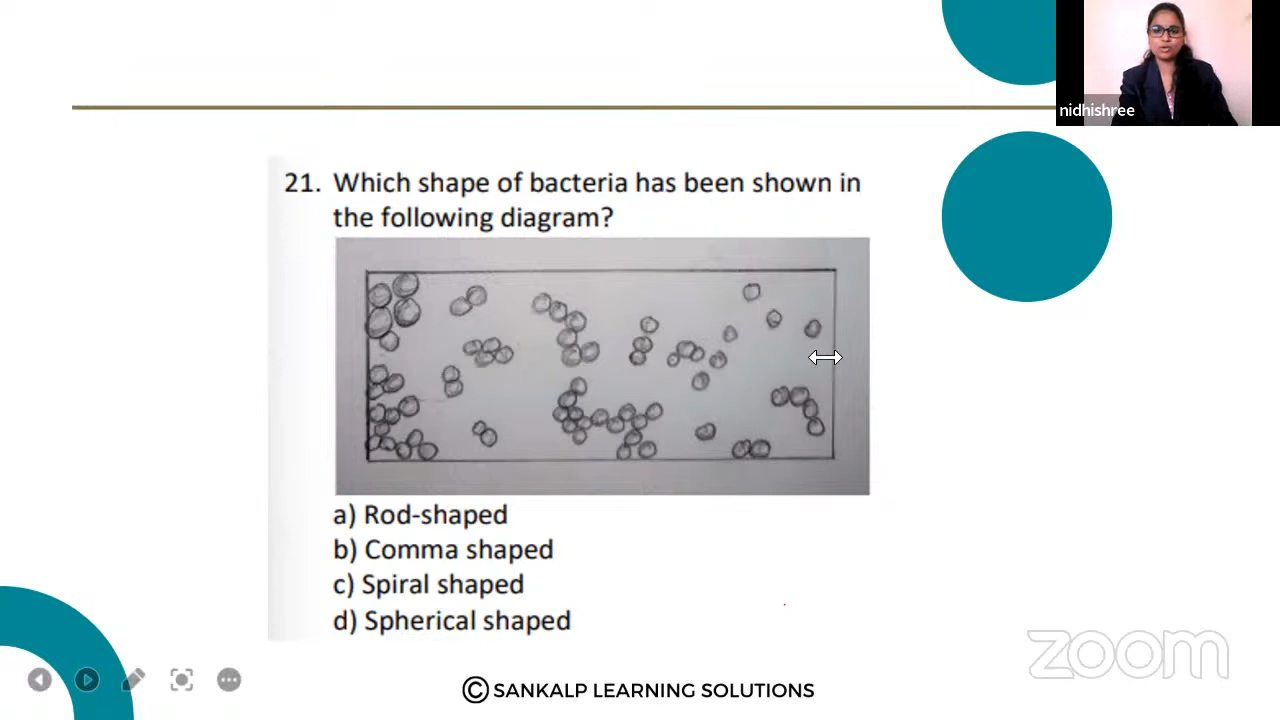 nidhishree
21. Which shape of bacteria has been shown in
the following diagram?
a) Rod-shaped
b) Comma shaped
c) Spiral shaped
d) Spherical shaped
zoom
© SANKALP LEARNING SOLUTIONS